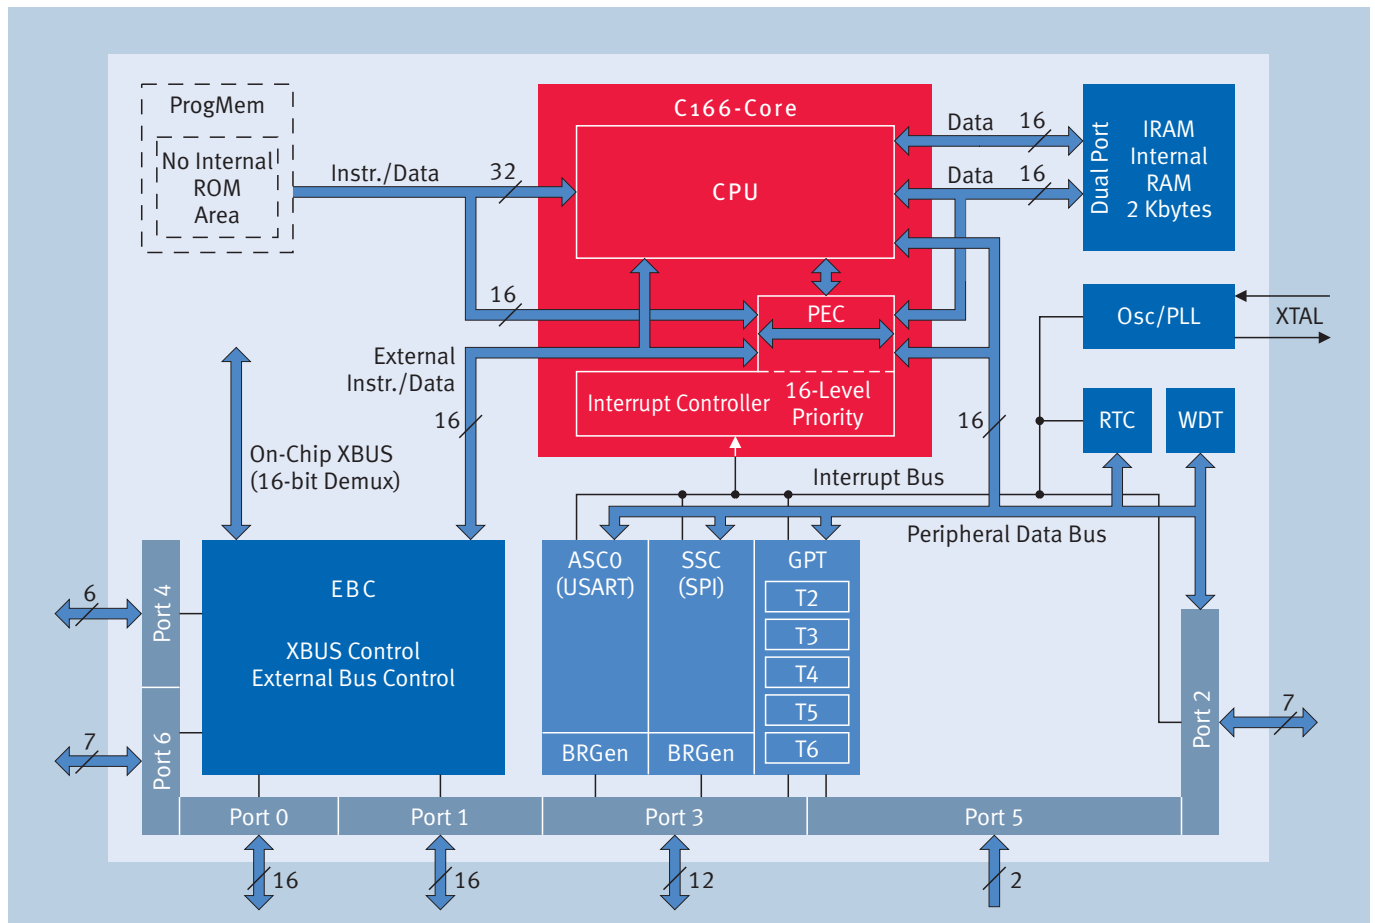 ProgMem
No Internal
ROM
Area
Instr./Data
32
C166-Core
CPU
Data
16
Data
16
Dual Port
IRAM
Internal
RAM
2 Kbytes
16
PEC
Osc/PLL
XTAL
External
Instr./Data
16
Interrupt Controller
16-Level
Priority
16
RTC
WDT
On-Chip XBUS
(16-bit Demux)
Interrupt Bus
Peripheral Data Bus
6
Port 4
EBC
XBUS Control
External Bus Control
ASC0
(USART)
SSC
(SPI)
GPT
T2
T3
T4
T5
T6
BRGen
BRGen
7
Port 6
Port 2
7
Port 0
Port 1
Port 3
Port 5
16
16
12
2